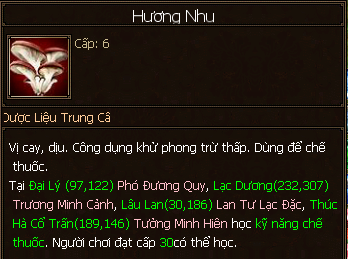 Hương Nhu
Cấp: 6
Dược Liệu Trung Cấ
Vị cay, dịu. Công dụng khử phong trừ thấp. Dùng để chế
thuốc.
Tại Đại Lý (97,122) Phó Đương Quy, Lạc Dương(232,307)
Trương Minh Cảnh, Lâu Lan(30,186) Lan Tư Lạc Đặc, Thúc
Hà Cổ Trấn(189,146) Tưởng Minh Hiên học kỹ năng chế
thuốc. Người chơi đạt cấp 30có thể học.